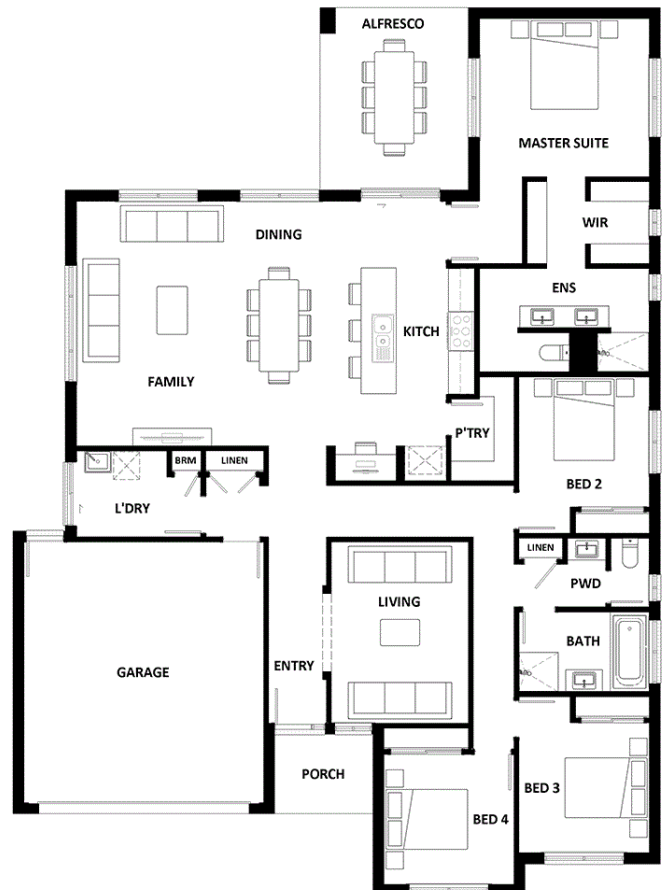 ALFRESCO
MASTER SUITE
WIR
DINING
ENS
KITCH
FAMILY
P'TRY
BRM
LINEN
BED 2
L'DRY
LINEN
PWD
LIVING
BATH
ENTRY
GARAGE
PORCH
BED 3
BED 4